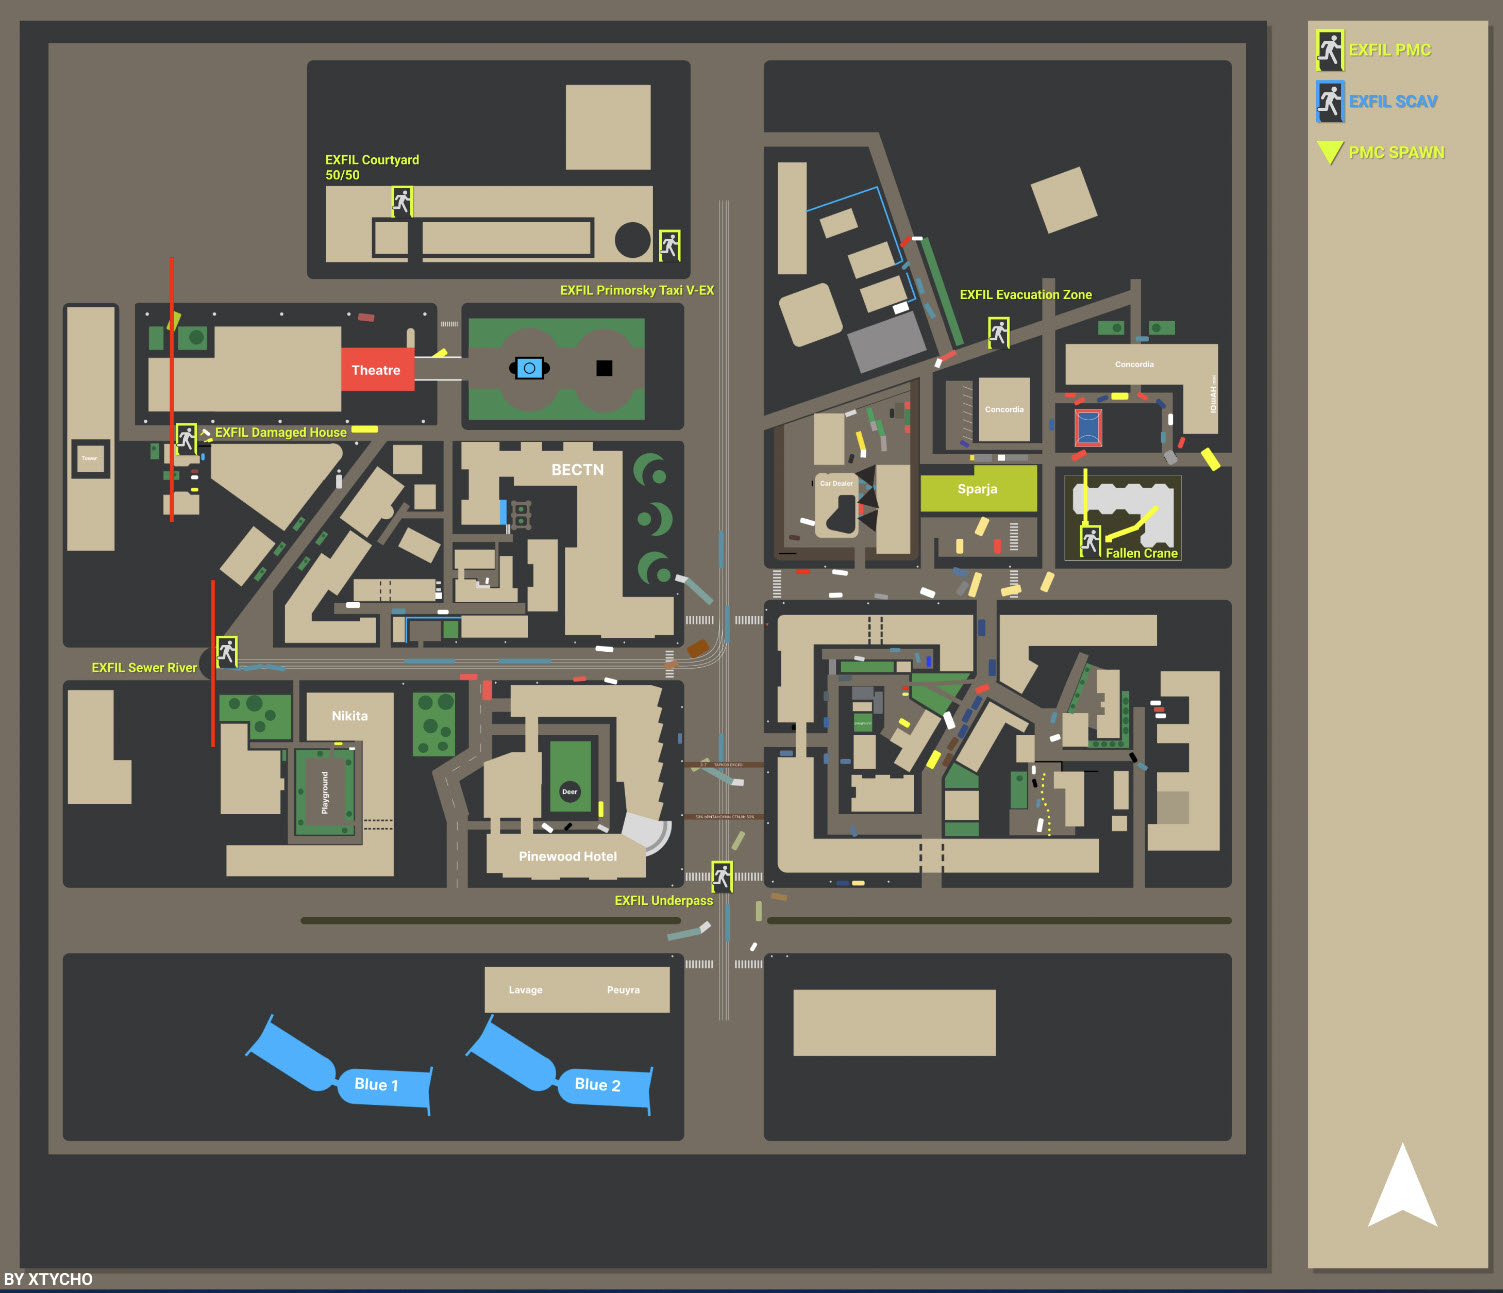 EXFIL PMC
EXFIL SCAV
PMC SPAWN
EXFIL Courtyard
50/50
EXFIL Primorsky Taxi V-EX
EXFIL Evacuation Zone
Theatre
Concordia
Concordia
EXFIL Damaged House
Tower
BECTN
Car Dealer
Sparja
Fallen Crane
EXFIL Sewer River
Nikita
Playground
Deer
Pinewood Hotel
EXFIL Underpass
Lavage
Peuyra
Blue 1
Blue 2
BY XTYCHO